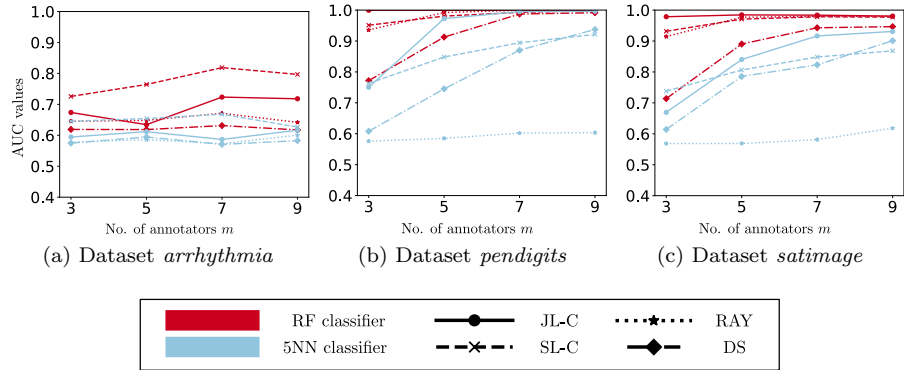 1.0 1.0 1.0
0.9 0.9 0.9
0.8 0.8 0.8
0.7 0.7 0.7
0.6 0.6 0.6
0.5 0.5 0.5
0.4 0.4 0.4
AUC values
3 5 7 9 3 5 7 9 3 5 7 9
No. of annotators m No. of annotators m No. of annotators m
(a) Dataset arrhythmia (b) Dataset pendigits (c) Dataset satimage
RF classifier JL-C RAY
5NN classifier SL-C DS